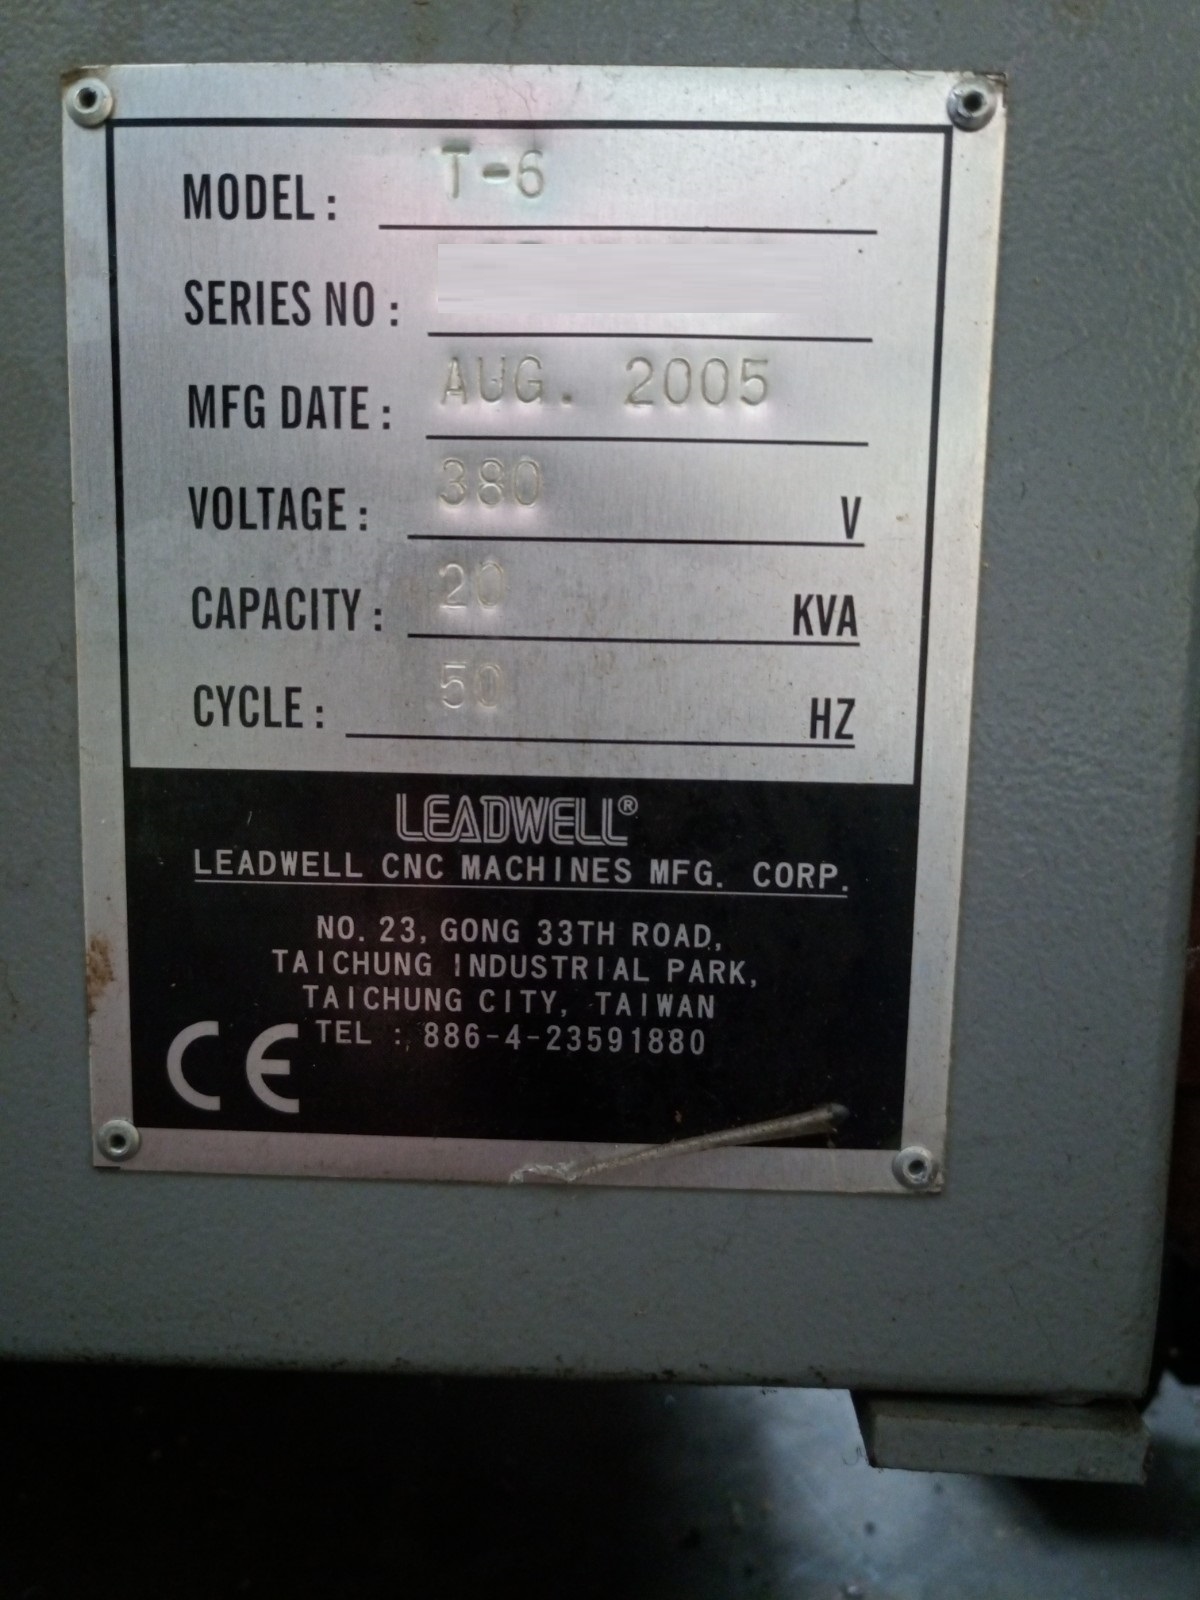 MODEL: T-6
SERIES NO:
MFG DATE: AUG. 2005
VOLTAGE: 380 V
CAPACITY: 20 KVA
CYCLE: 50 HZ
LEADWELL®
LEADWELL CNC MACHINES MFG. CORP.
NO. 23, GONG 33TH ROAD,
TAICHUNG INDUSTRIAL PARK,
TAICHUNG CITY, TAIWAN
TEL : 886-4-23591880
CE